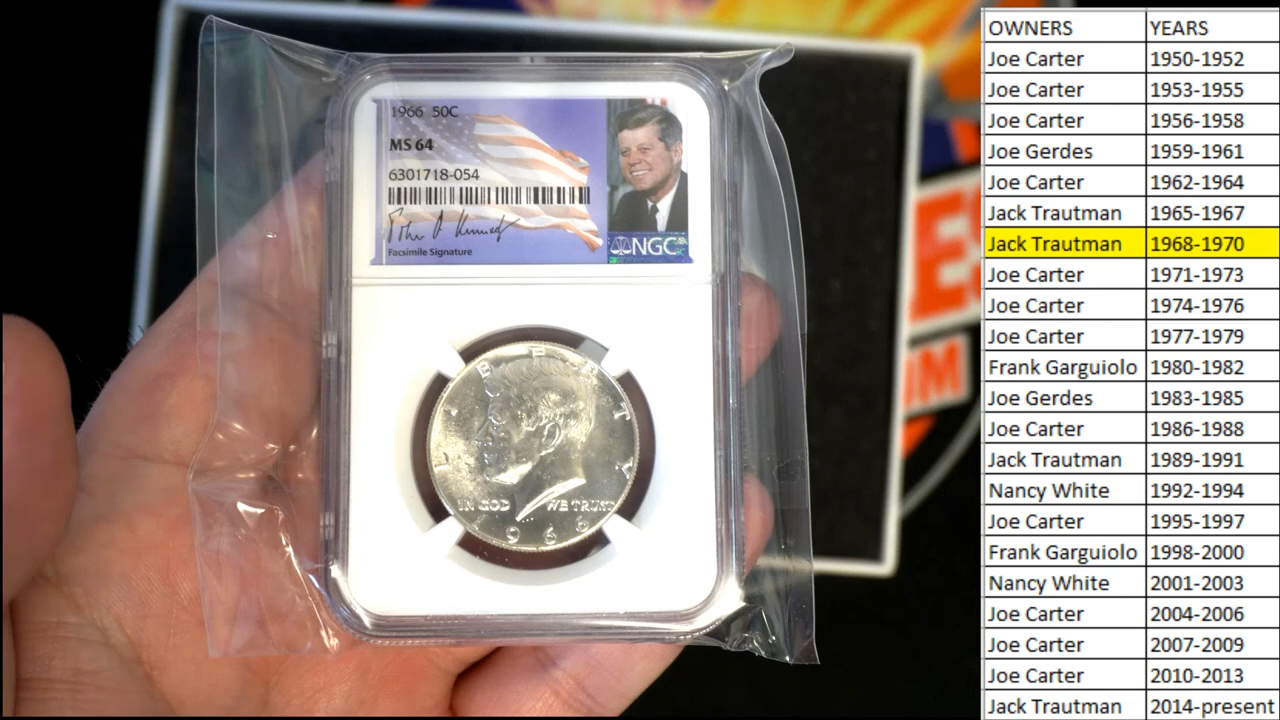 1966 50C
MS 64
6301718-054
Facsimile Signature
NGC
IN GOD WE TRUST
1966
OWNERS YEARS
Joe Carter 1950-1952
Joe Carter 1953-1955
Joe Carter 1956-1958
Joe Gerdes 1959-1961
Joe Carter 1962-1964
Jack Trautman 1965-1967
Jack Trautman 1968-1970
Joe Carter 1971-1973
Joe Carter 1974-1976
Joe Carter 1977-1979
Frank Garguiolo 1980-1982
Joe Gerdes 1983-1985
Joe Carter 1986-1988
Jack Trautman 1989-1991
Nancy White 1992-1994
Joe Carter 1995-1997
Frank Garguiolo 1998-2000
Nancy White 2001-2003
Joe Carter 2004-2006
Joe Carter 2007-2009
Joe Carter 2010-2013
Jack Trautman 2014-present